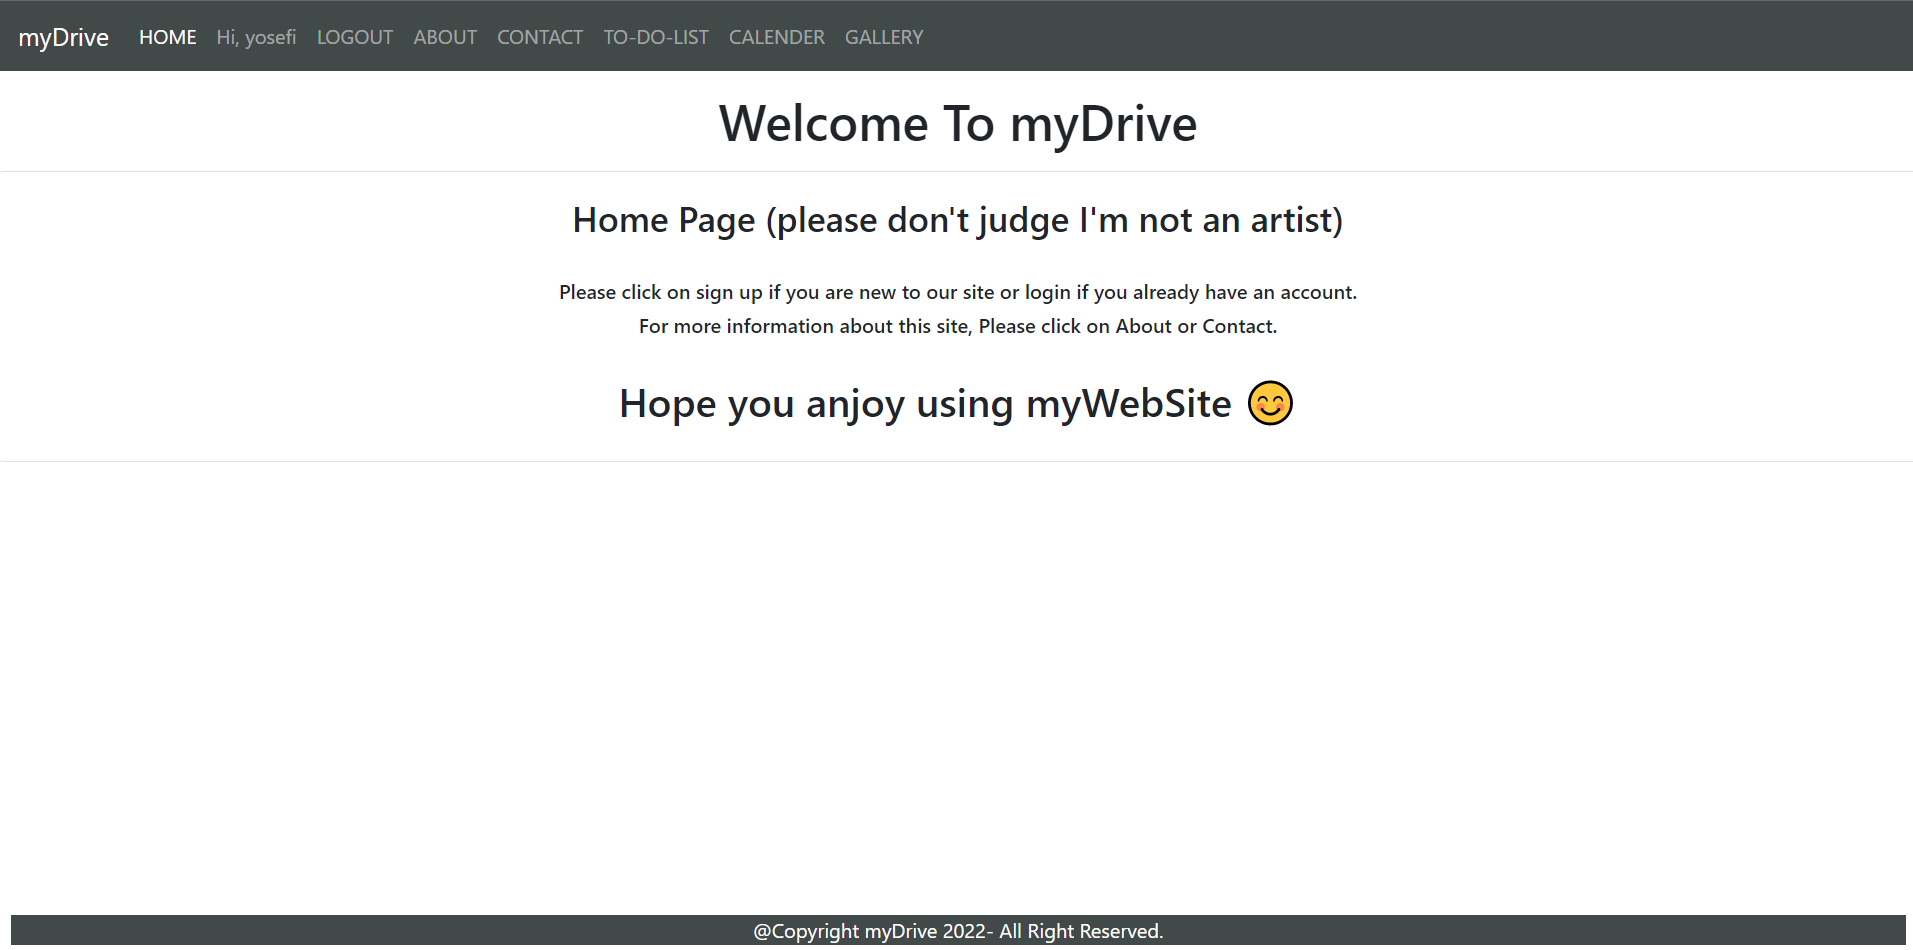 myDrive HOME Hi, yosefi LOGOUT ABOUT CONTACT TO-DO-LIST CALENDER GALLERY
Welcome To myDrive
Home Page (please don't judge I'm not an artist)
Please click on sign up if you are new to our site or login if you already have an account.
For more information about this site, Please click on About or Contact.
Hope you anjoy using myWebSite 😊
@Copyright myDrive 2022- All Right Reserved.